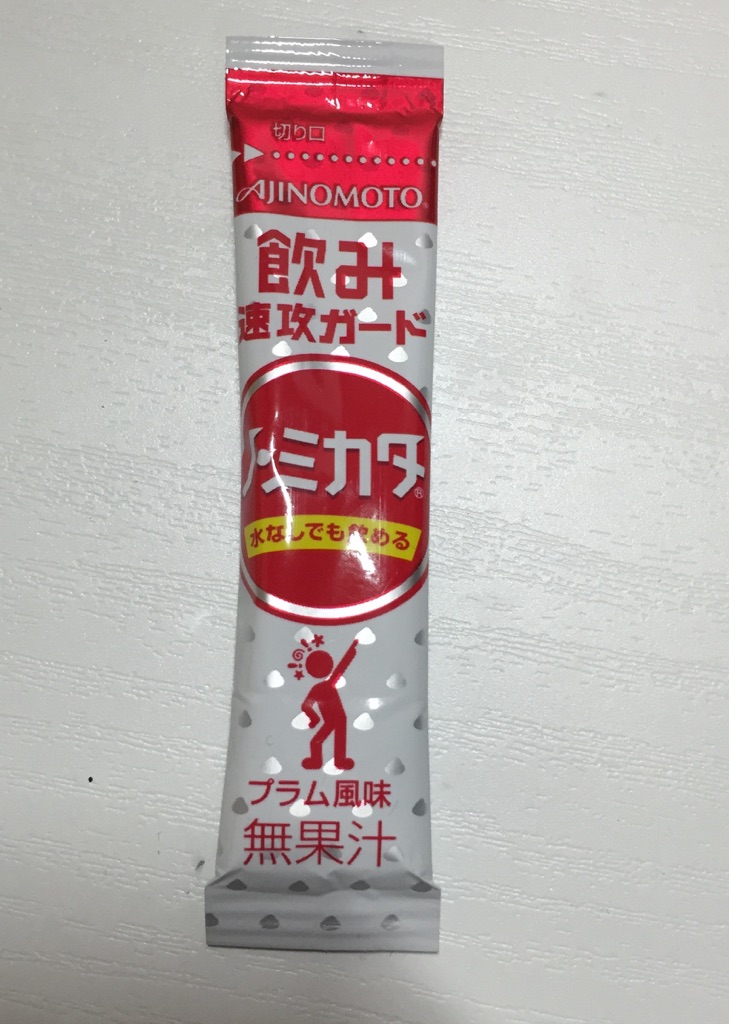 切り口
AJINOMOTO®
飲み
速攻ガード
ノ・ミカタ®
水なしでも飲める
プラム風味
無果汁